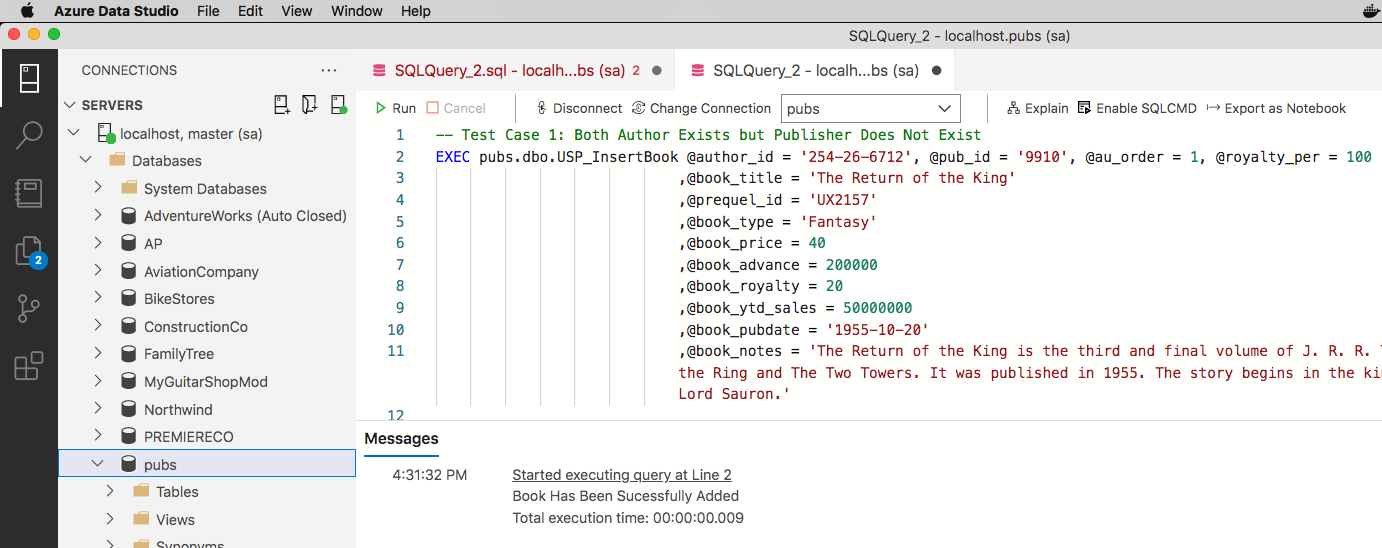 Azure Data Studio File Edit View Window Help
SQLQuery_2 - localhost.pubs (sa)
CONNECTIONS ...
SQLQuery_2.sql - localh...bs (sa) 2
SQLQuery_2 - localh...bs (sa)
SERVERS
Run Cancel Disconnect Change Connection pubs Explain Enable SQLCMD Export as Notebook
localhost, master (sa)
Databases
System Databases
AdventureWorks (Auto Closed)
AP
AviationCompany
BikeStores
ConstructionCo
FamilyTree
MyGuitarShopMod
Northwind
PREMIERECO
pubs
Tables
Views
Synonyms
2
1 -- Test Case 1: Both Author Exists but Publisher Does Not Exist
2 EXEC pubs.dbo.USP_InsertBook @author_id = '254-26-6712', @pub_id = '9910', @au_order = 1, @royalty_per = 100
3 ,@book_title = 'The Return of the King'
4 ,@prequel_id = 'UX2157'
5 ,@book_type = 'Fantasy'
6 ,@book_price = 40
7 ,@book_advance = 200000
8 ,@book_royalty = 20
9 ,@book_ytd_sales = 50000000
10 ,@book_pubdate = '1955-10-20'
11 ,@book_notes = 'The Return of the King is the third and final volume of J. R. R.
the Ring and The Two Towers. It was published in 1955. The story begins in the
Lord Sauron.'
12
Messages
4:31:32 PM Started executing query at Line 2
Book Has Been Sucessfully Added
Total execution time: 00:00:00.009